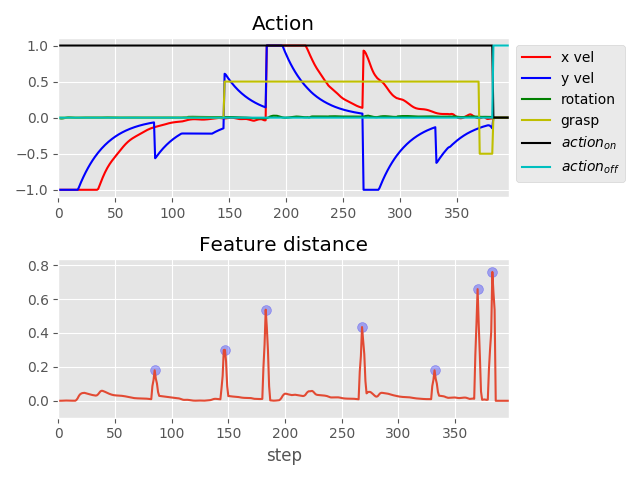 Action
1.0
0.5
0.0
−0.5
−1.0
0 50 100 150 200 250 300 350
x vel
y vel
rotation
grasp
action_on
action_off
Feature distance
0.8
0.6
0.4
0.2
0.0
0 50 100 150 200 250 300 350
step